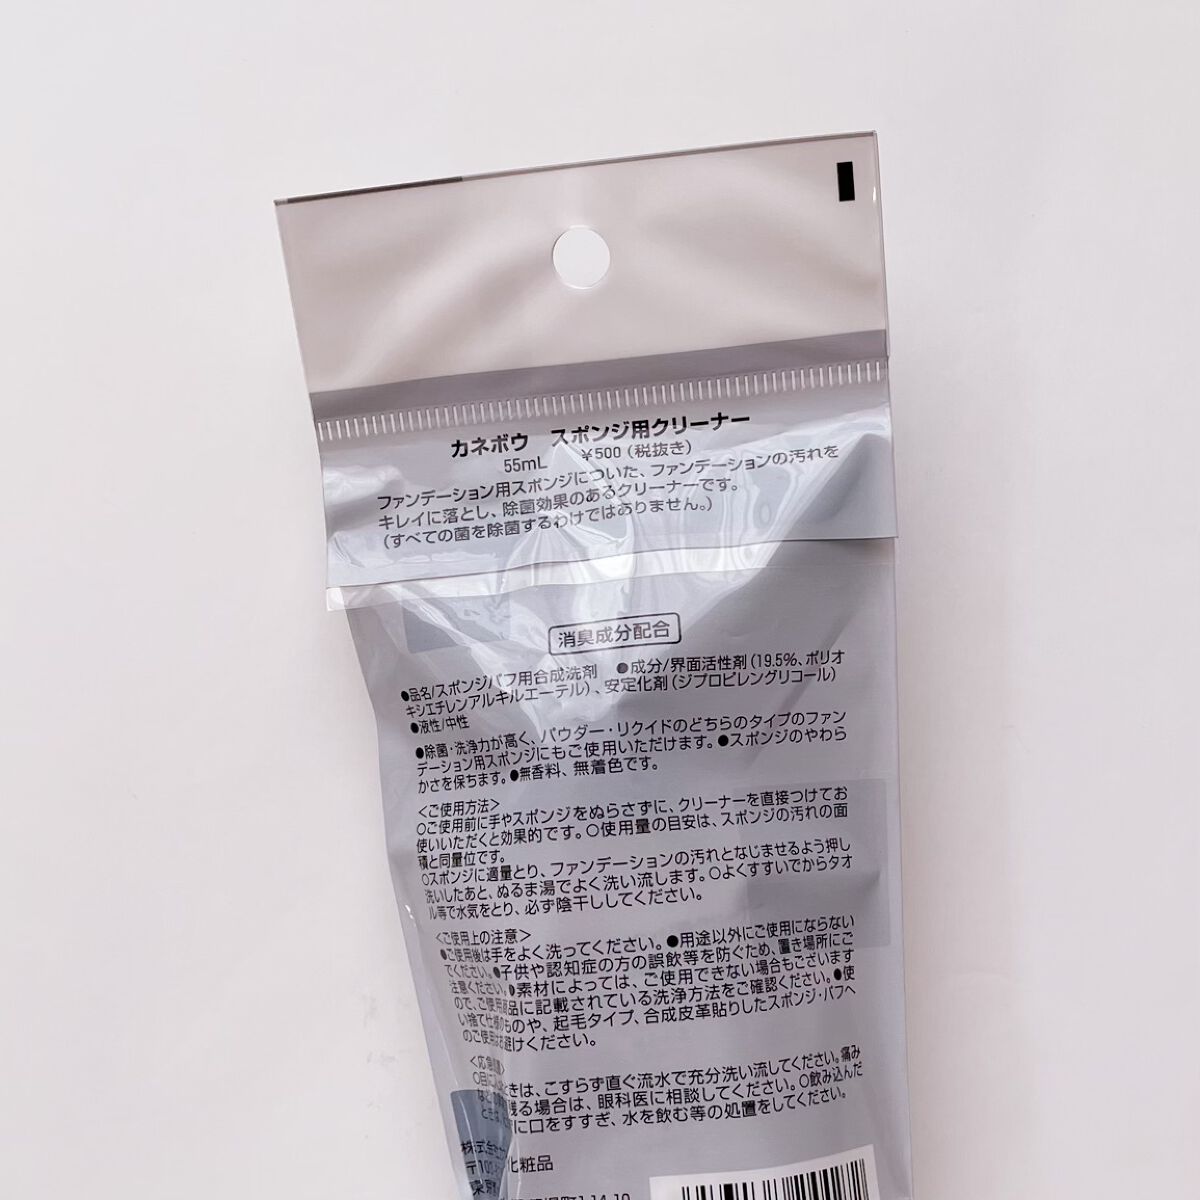 カネボウ スポンジ用クリーナー
55mL ¥500(税抜き)
ファンデーション用スポンジについた、ファンデーションの汚れを
キレイに落とし、除菌効果のあるクリーナーです。
(すべての菌を除菌するわけではありません。)
消臭成分配合
●品名/スポンジパフ用合成洗剤 ●成分/界面活性剤(19.5%、ポリオ
キシエチレンアルキルエーテル)、安定化剤(ジプロピレングリコール)
●液性/中性
●除菌・洗浄力が高く、パウダー・リクイドのどちらのタイプのファン
デーション用スポンジにもご使用いただけます。●スポンジのやわら
かさを保ちます。●無香料、無着色です。
<ご使用方法>
○ご使用前に手やスポンジをぬらさずに、クリーナーを直接つけてお
使いいただくと効果的です。○使用量の目安は、スポンジの汚れの面
積と同量位です。
○スポンジに適量とり、ファンデーションの汚れとなじませるよう押し
洗いしたあと、ぬるま湯でよく洗い流します。○よくすすいでからタオ
ル等で水気をとり、必ず陰干ししてください。
<ご使用上の注意>
●ご使用後は手をよく洗ってください。●用途以外にご使用にならない
でください。●子供や認知症の方の誤飲等を防ぐため、置き場所にご
注意ください。●素材によっては、ご使用できない場合もございます
ので、ご使用商品に記載されている洗浄方法をご確認ください。●使
い捨て仕様のものや、起毛タイプ、合成皮革貼りしたスポンジ・パフへ
のご使用はお避けください。
<応急
○目に ときは、こすらず直ぐ流水で充分洗い流してください。痛み
残る場合は、眼科医に相談してください。○飲み込んだ
に口をすすぎ、水を飲む等の処置をしてください。
株式会社 化粧品
1-14-10